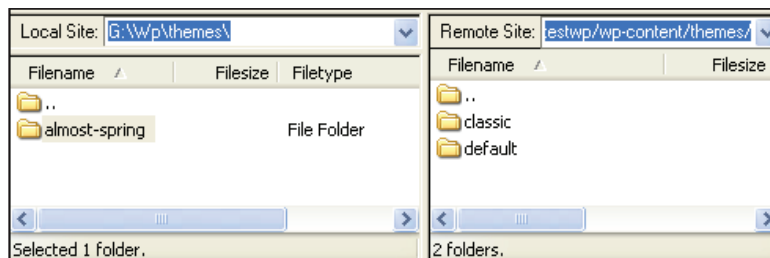 Local Site: G:\Wp\themes\
Filename Filesize Filetype
..
almost-spring File Folder
Selected 1 folder.
Remote Site: estwp/wp-content/themes/
Filename Filesize
..
classic
default
2 folders.